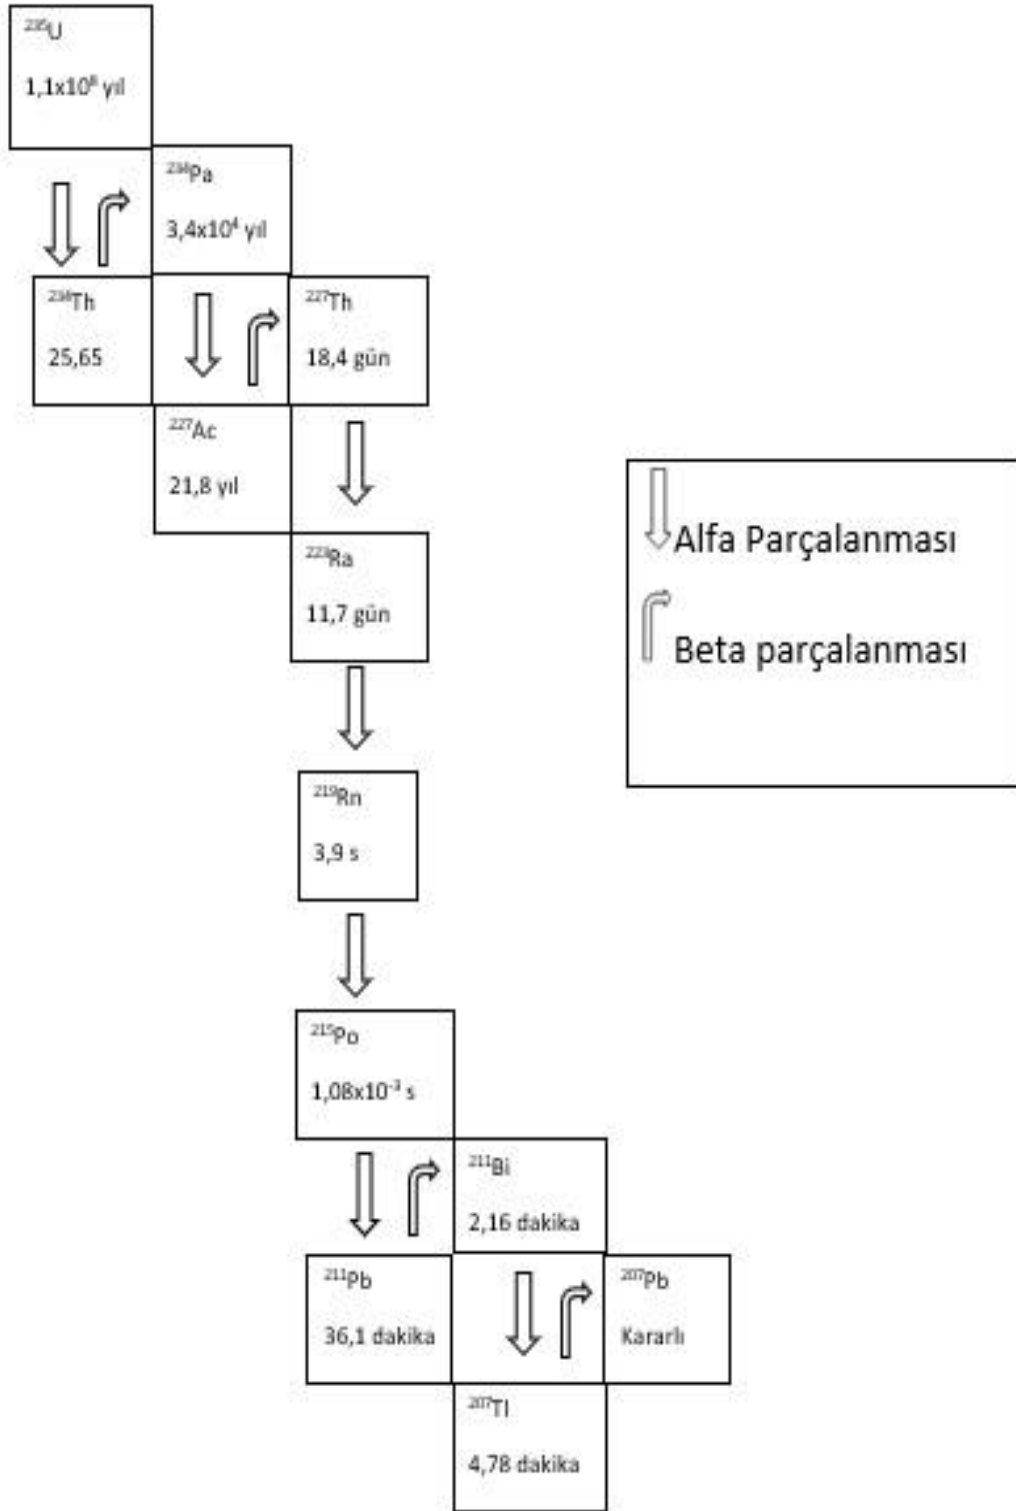 ²³⁵U
1,1x10⁸ yıl
²³⁴Pa
3,4x10⁴ yıl
²³⁴Th
25,65
²²⁷Th
18,4 gün
²²⁷Ac
21,8 yıl
²²³Ra
11,7 gün
Alfa Parçalanması
Beta parçalanması
²¹⁹Rn
3,9 s
²¹⁵Po
1,08x10⁻³ s
²¹¹Bi
2,16 dakika
²¹¹Pb
36,1 dakika
²⁰⁷Pb
Kararlı
²⁰⁷Tl
4,78 dakika